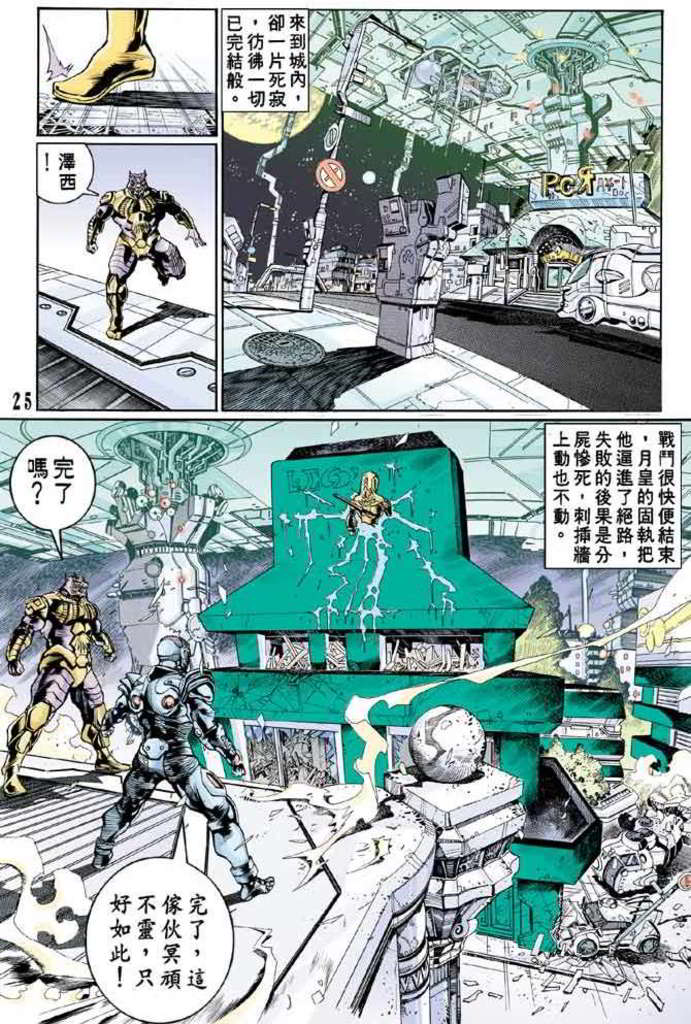 來到城內，
卻一片死寂
，彷彿一切
已完結般。
澤西
！
25
戰鬥很快便結束
，月皇的固執把
他逼進了絕路，
失敗的後果是分
屍慘死，刺插牆
上動也不動。
完了
嗎？
完了，這
傢伙冥頑
不靈，只
好如此！